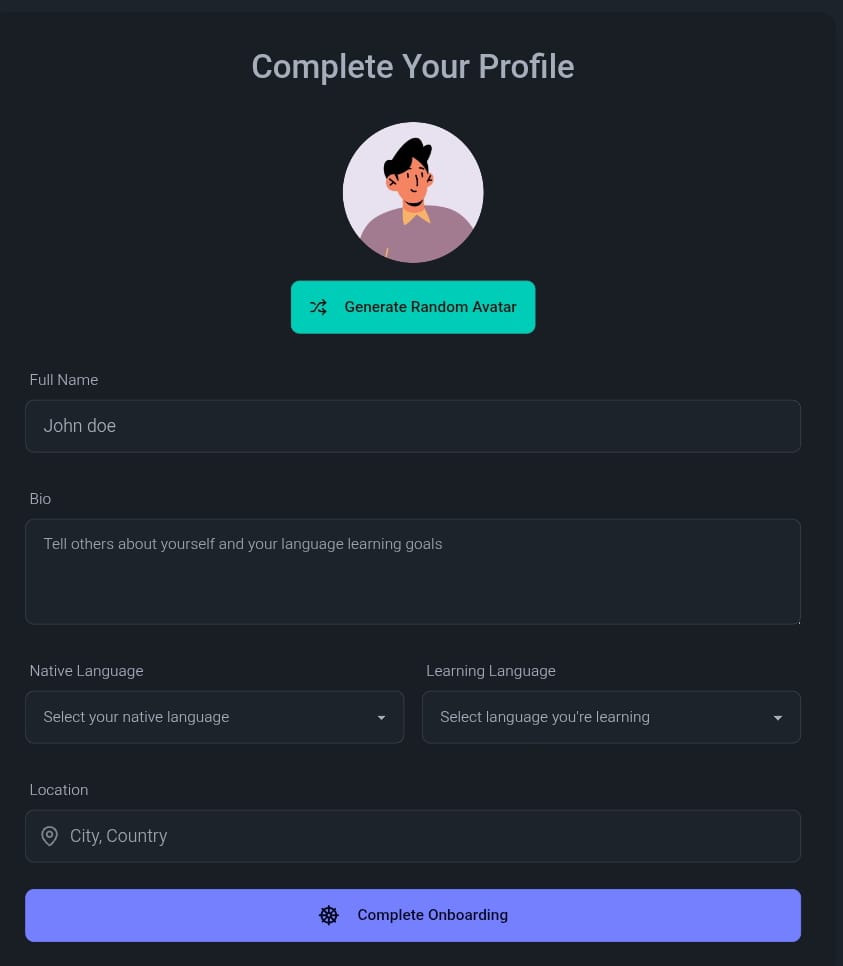 Complete Your Profile
Generate Random Avatar
Full Name
John doe
Bio
Tell others about yourself and your language learning goals
Native Language
Learning Language
Select your native language
Select language you're learning
Location
City, Country
Complete Onboarding